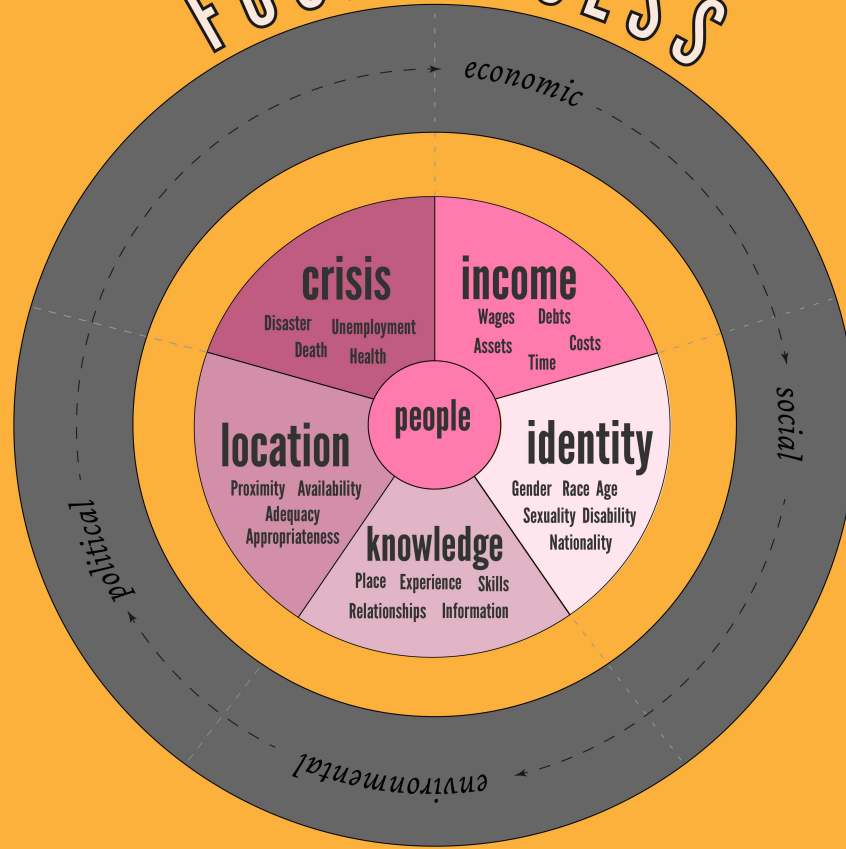 economic
social
environmental
political
crisis
Disaster Unemployment
Death Health
income
Wages Debts
Assets Costs
Time
people
location
Proximity Availability
Adequacy
Appropriateness
identity
Gender Race Age
Sexuality Disability
Nationality
knowledge
Place Experience Skills
Relationships Information